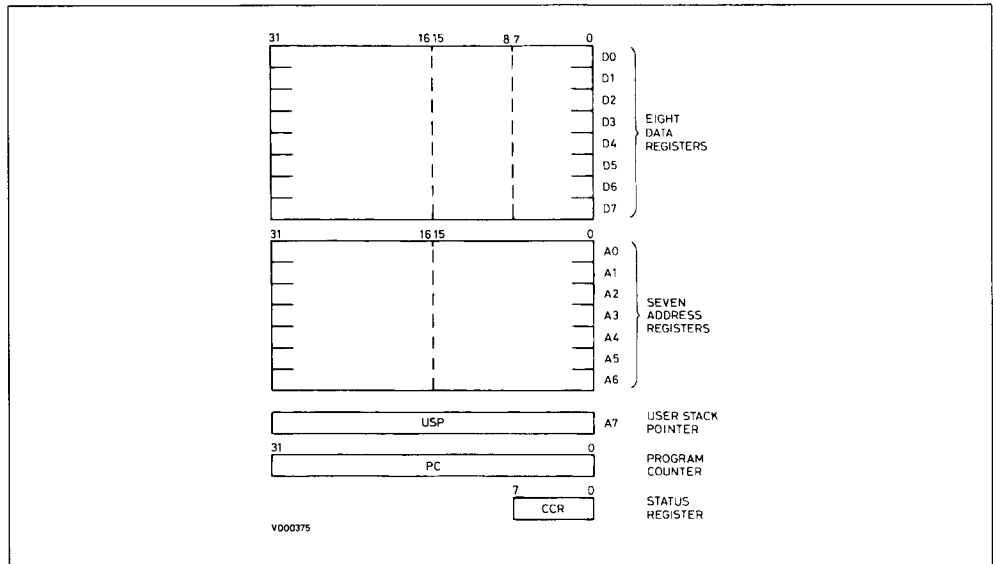 31 16 15 8 7 0
D0
D1
D2
D3
D4
D5
D6
D7
EIGHT
DATA
REGISTERS
31 16 15 0
A0
A1
A2
A3
A4
A5
A6
SEVEN
ADDRESS
REGISTERS
USP
A7
USER STACK
POINTER
31 0
PC
PROGRAM
COUNTER
7 0
CCR
STATUS
REGISTER
V000375